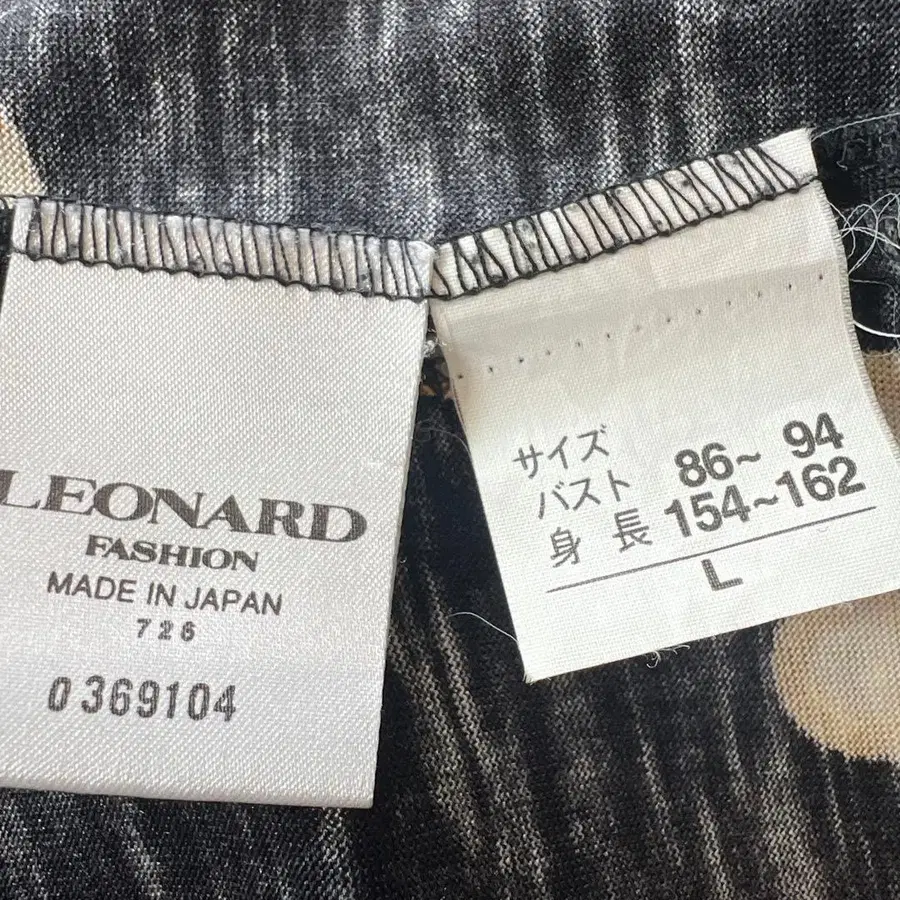 LEONARD
FASHION
MADE IN JAPAN
726
0369104
サイズ
バスト 86~ 94
身長 154~162
L